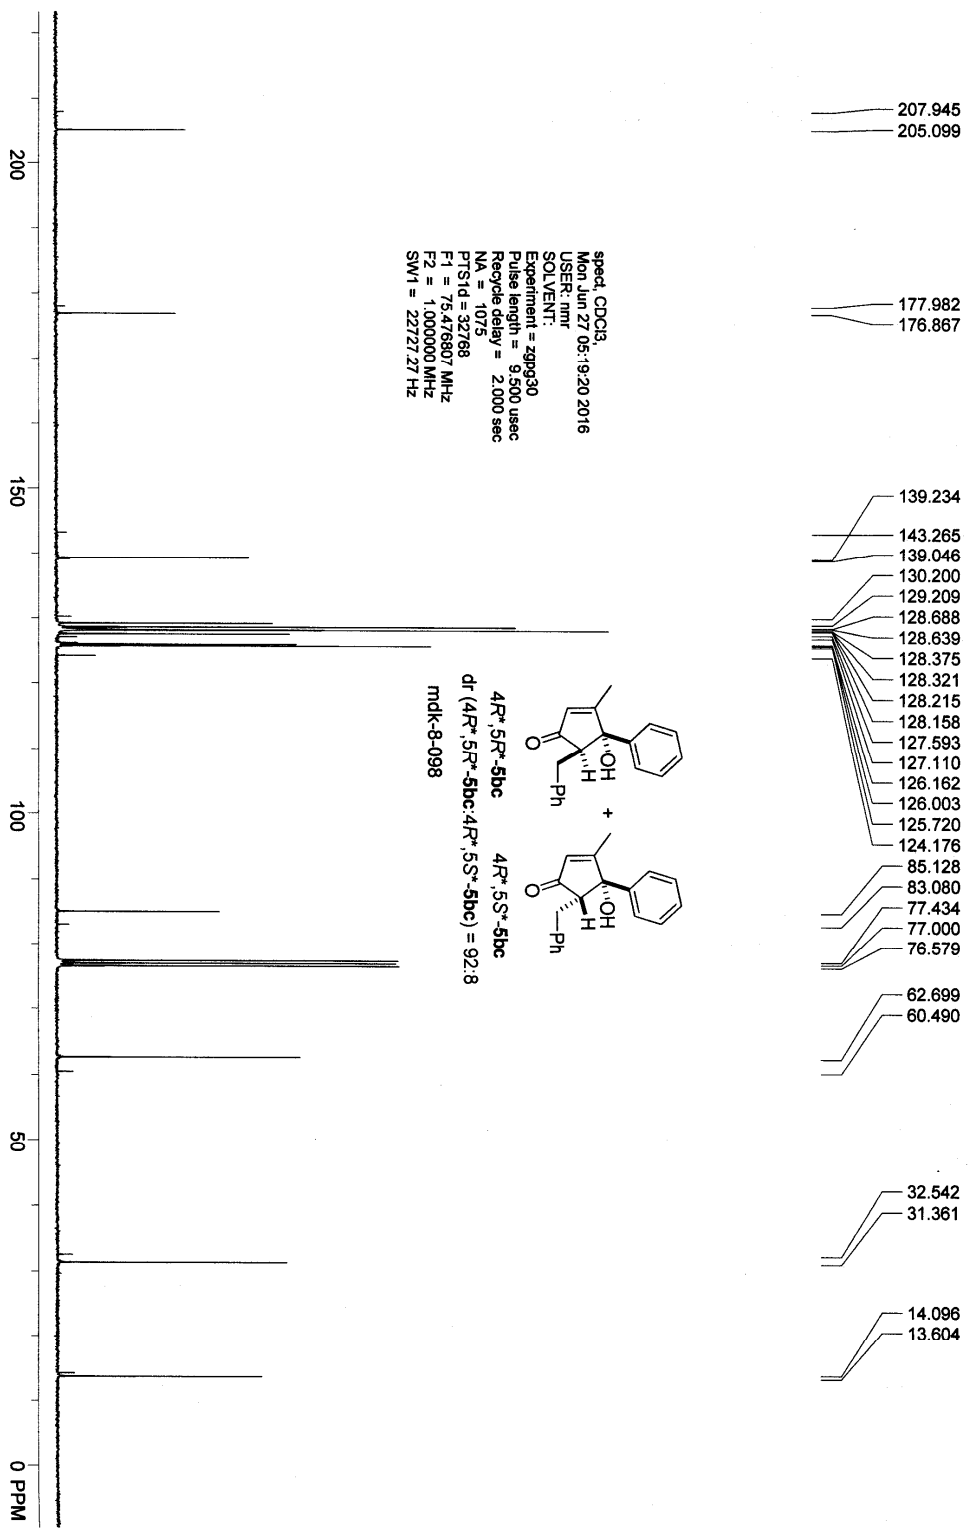 207.945
205.099
177.982
176.867
139.234
143.265
139.046
130.200
129.209
128.688
128.639
128.375
128.321
128.215
128.158
127.593
127.110
126.162
126.003
125.720
124.176
85.128
83.080
77.434
77.000
76.579
62.699
60.490
32.542
31.361
14.096
13.604
spect, CDCl3,
Mon Jun 27 05:19:20 2016
USER: nmr
SOLVENT:
Experiment = zgpg30
Pulse length = 9.500 usec
Recycle delay = 2.000 sec
NA = 1075
PTS1d = 32768
F1 = 75.476807 MHz
F2 = 1.000000 MHz
SW1 = 22727.27 Hz
OH
H
O
Ph
+
OH
H
O
Ph
4R*,5R*-5bc 4R*,5S*-5bc
dr (4R*,5R*-5bc:4R*,5S*-5bc) = 92:8
mdk-8-098
200 150 100 50 0 PPM